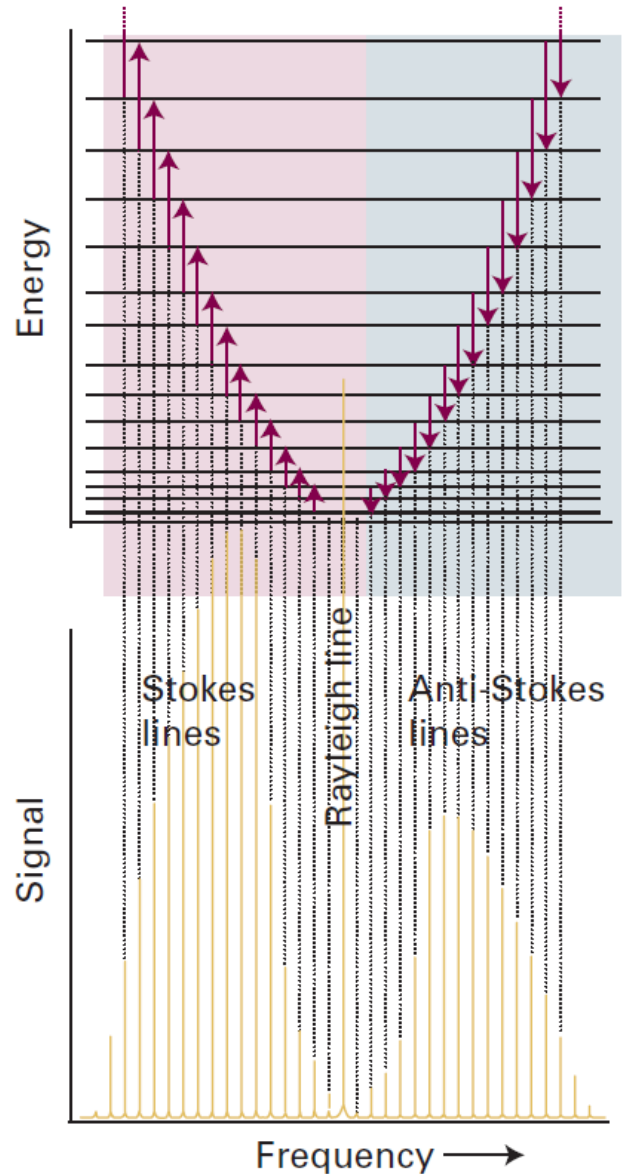 Energy
Stokes
lines
Rayleigh line
Anti-Stokes
lines
Signal
Frequency